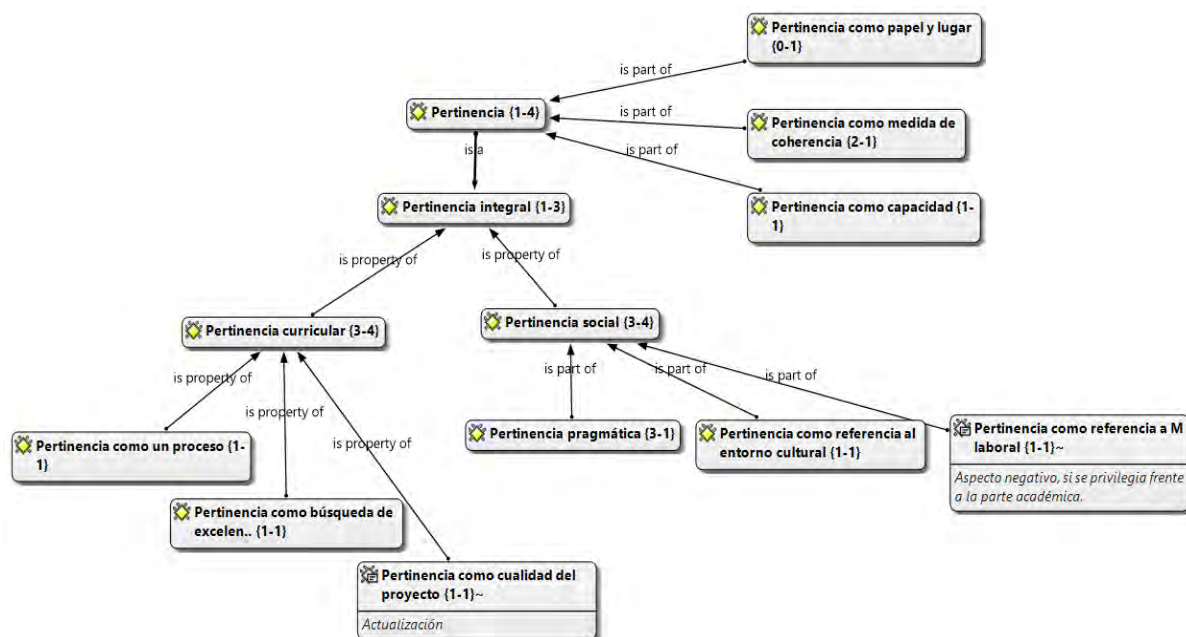 Pertinencia como papel y lugar
{0-1}
is part of
Pertinencia {1-4}
is part of
Pertinencia como medida de
coherencia {2-1}
is a
is part of
Pertinencia integral {1-3}
Pertinencia como capacidad {1-
1}
is property of
is property of
Pertinencia curricular {3-4}
Pertinencia social {3-4}
is property of
is part of
is part of
is part of
is property of
is property of
Pertinencia como un proceso {1-
1}
Pertinencia pragmática {3-1}
Pertinencia como referencia al
entorno cultural {1-1}
Pertinencia como referencia a M
laboral {1-1}~
Aspecto negativo, si se privilegia frente
a la parte académica.
Pertinencia como búsqueda de
excelen.. {1-1}
Pertinencia como cualidad del
proyecto {1-1}~
Actualización